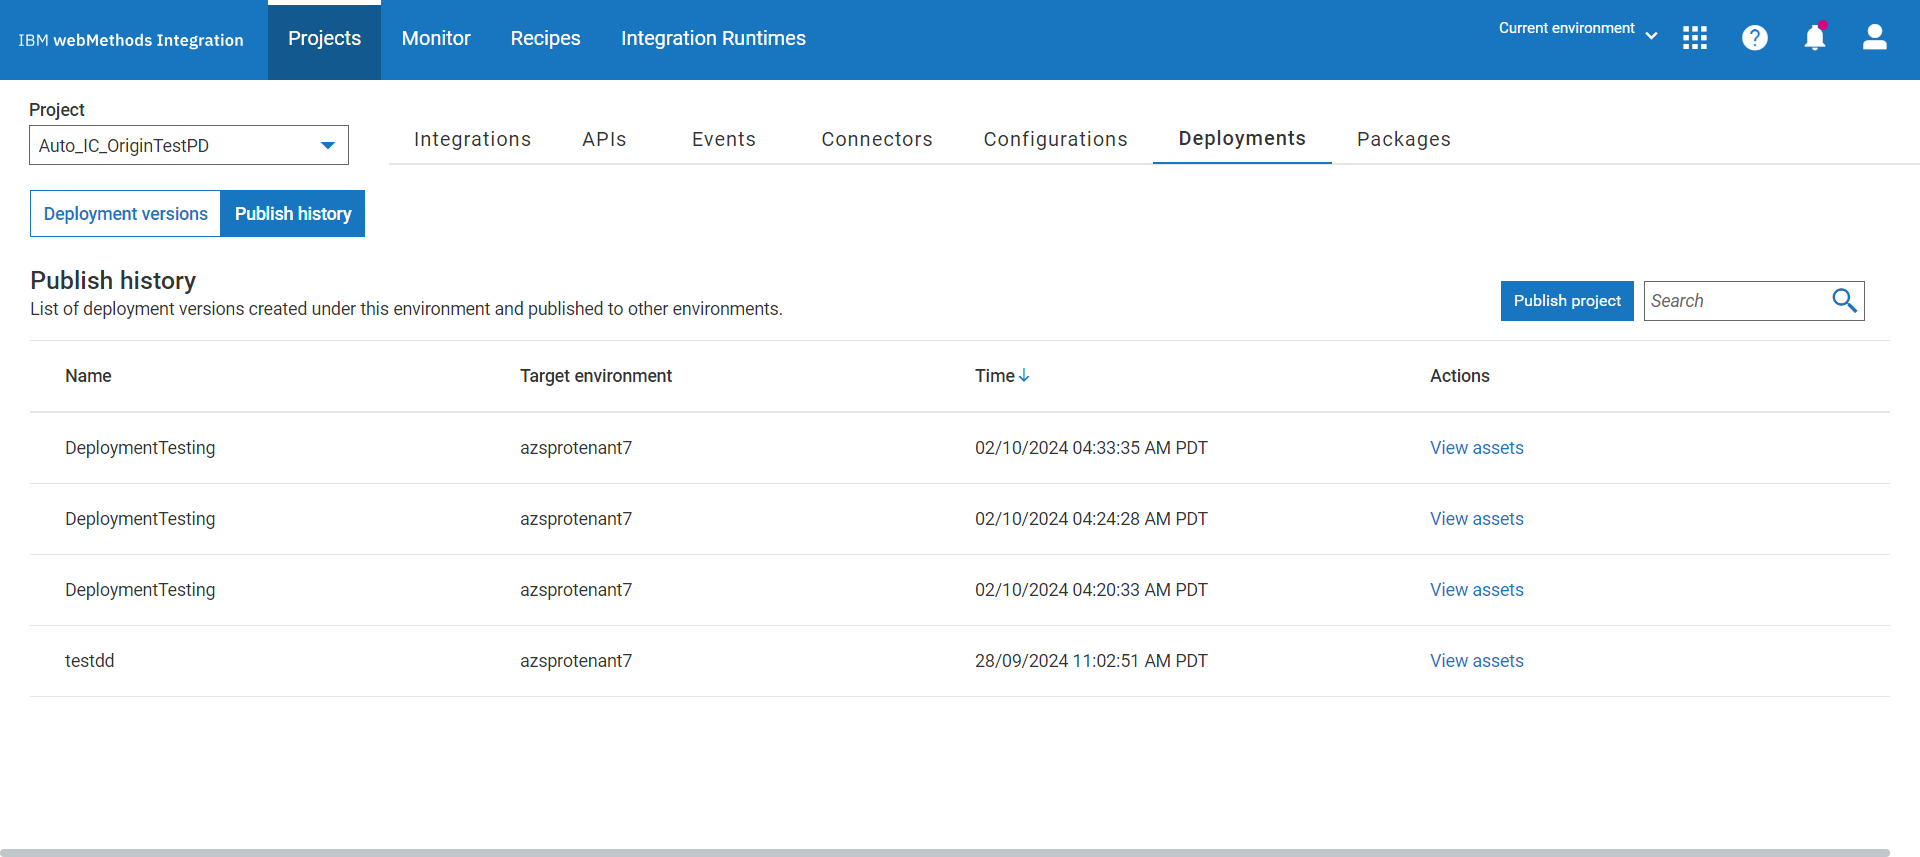 IBM webMethods Integration
Projects
Monitor
Recipes
Integration Runtimes
Current environment
Project
Auto_IC_OriginTestPD
Integrations
APIs
Events
Connectors
Configurations
Deployments
Packages
Deployment versions
Publish history
Publish history
List of deployment versions created under this environment and published to other environments.
Publish project
Search
Name Target environment Time Actions
DeploymentTesting azsprotenant7 02/10/2024 04:33:35 AM PDT View assets
DeploymentTesting azsprotenant7 02/10/2024 04:24:28 AM PDT View assets
DeploymentTesting azsprotenant7 02/10/2024 04:20:33 AM PDT View assets
testdd azsprotenant7 28/09/2024 11:02:51 AM PDT View assets